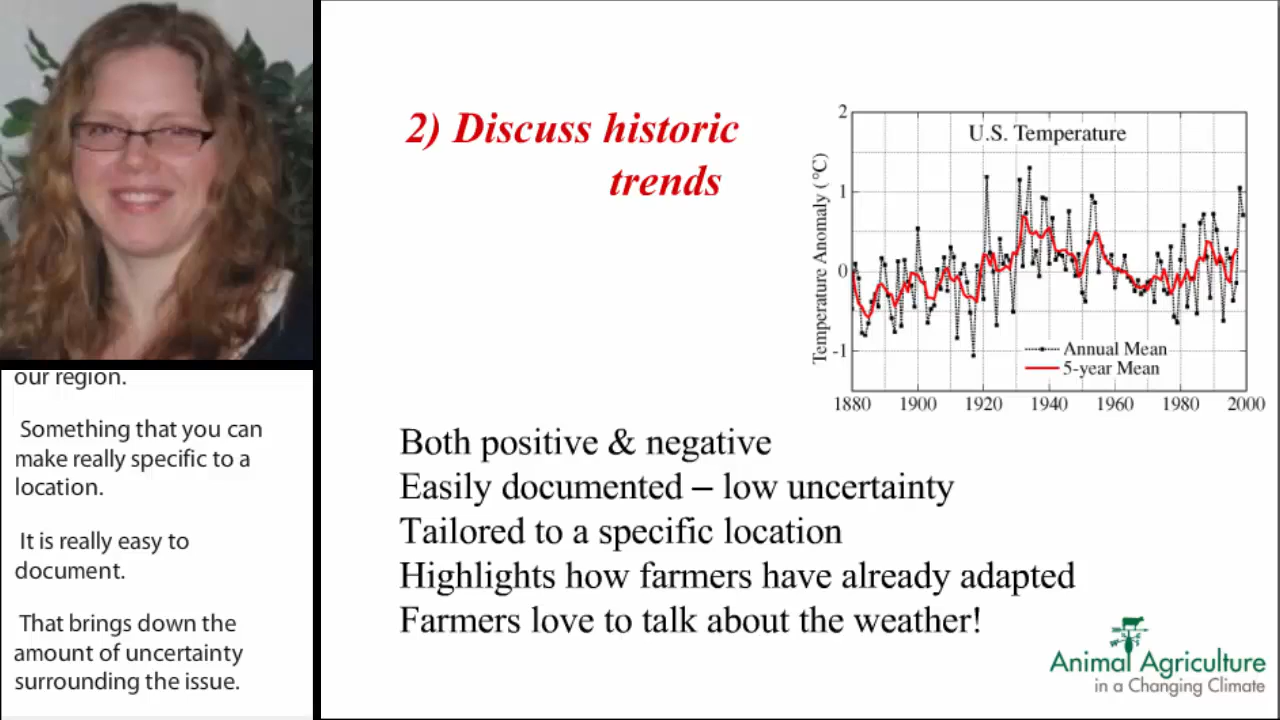 our region.
Something that you can
make really specific to a
location.
It is really easy to
document.
That brings down the
amount of uncertainty
surrounding the issue.
2) Discuss historic
trends
U.S. Temperature
Temperature Anomaly (°C)
2
1
0
-1
Annual Mean
5-year Mean
1880 1900 1920 1940 1960 1980 2000
Both positive & negative
Easily documented – low uncertainty
Tailored to a specific location
Highlights how farmers have already adapted
Farmers love to talk about the weather!
Animal Agriculture
in a Changing Climate